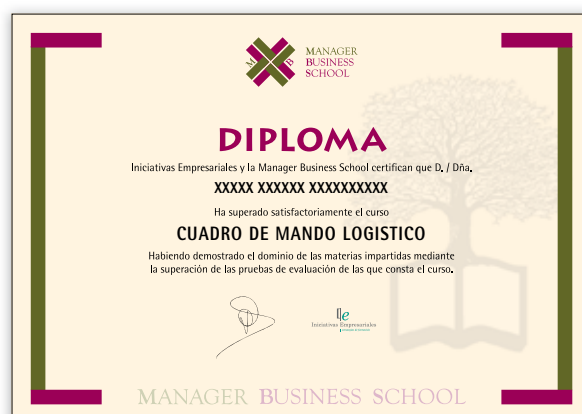 M B
MANAGER
BUSINESS
SCHOOL
DIPLOMA
Iniciativas Empresariales y la Manager Business School certifican que D. / Dña.
XXXXX XXXXXX XXXXXXXXXX
Ha superado satisfactoriamente el curso
CUADRO DE MANDO LOGISTICO
Habiendo demostrado el dominio de las materias impartidas mediante
la superación de las pruebas de evaluación de las que consta el curso.
Iniciativas Empresariales
MANAGER BUSINESS SCHOOL